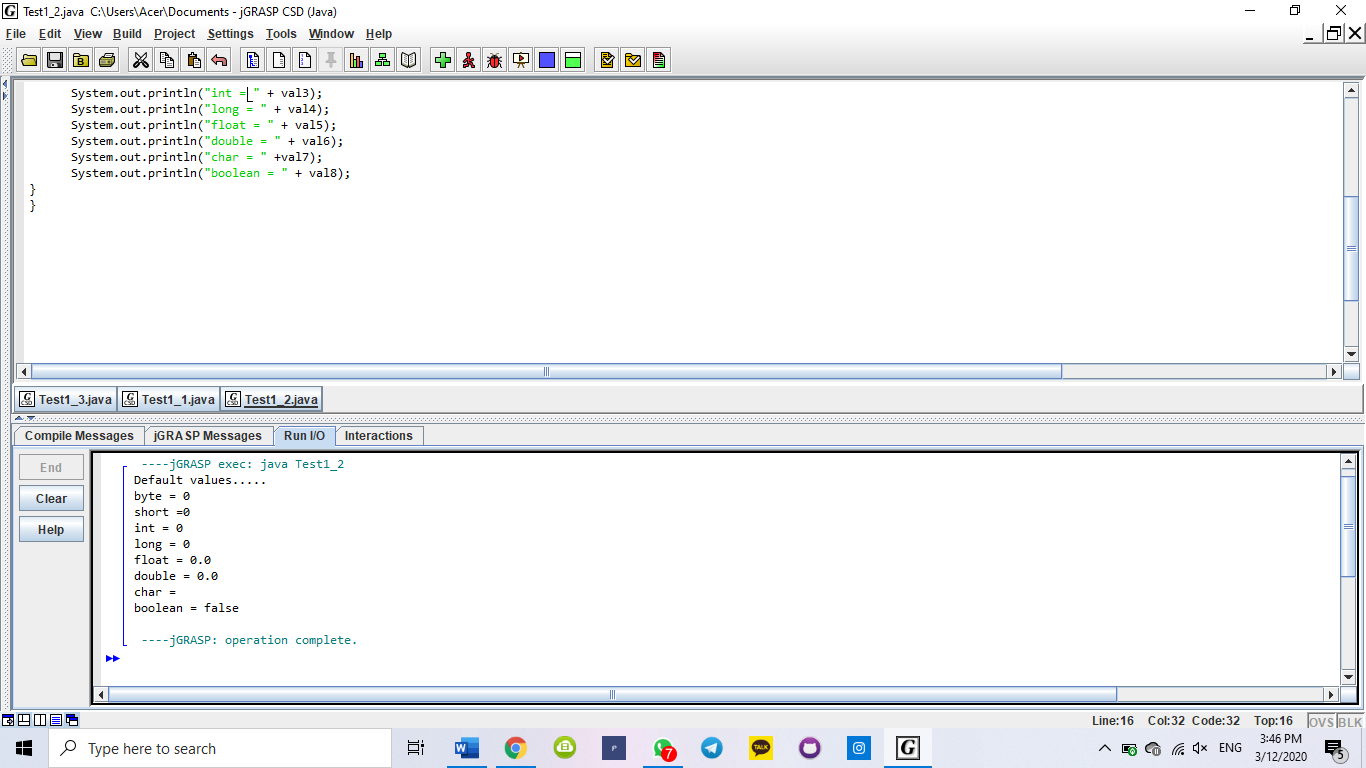 Test1_2.java  C:\Users\Acer\Documents - jGRASP CSD (Java)
File Edit View Build Project Settings Tools Window Help
System.out.println("int = " + val3);
System.out.println("long = " + val4);
System.out.println("float = " + val5);
System.out.println("double = " + val6);
System.out.println("char = " +val7);
System.out.println("boolean = " + val8);
}
}
Test1_3.java Test1_1.java Test1_2.java
Compile Messages jGRASP Messages Run I/O Interactions
End
Clear
Help
----jGRASP exec: java Test1_2
Default values.....
byte = 0
short =0
int = 0
long = 0
float = 0.0
double = 0.0
char =
boolean = false
----jGRASP: operation complete.
Line:16 Col:32 Code:32 Top:16 OVS BLK
Type here to search
W
P
7
TALK
G
ENG
3:46 PM
3/12/2020
5